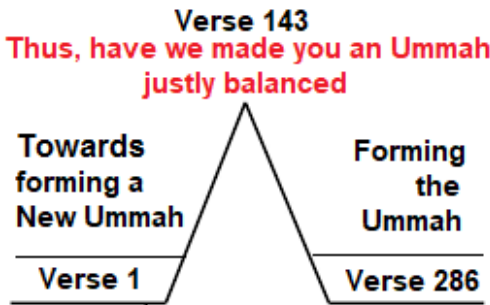 Verse 143
Thus, have we made you an Ummah
justly balanced
Towards
forming a
New Ummah
Forming
the
Ummah
Verse 1
Verse 286